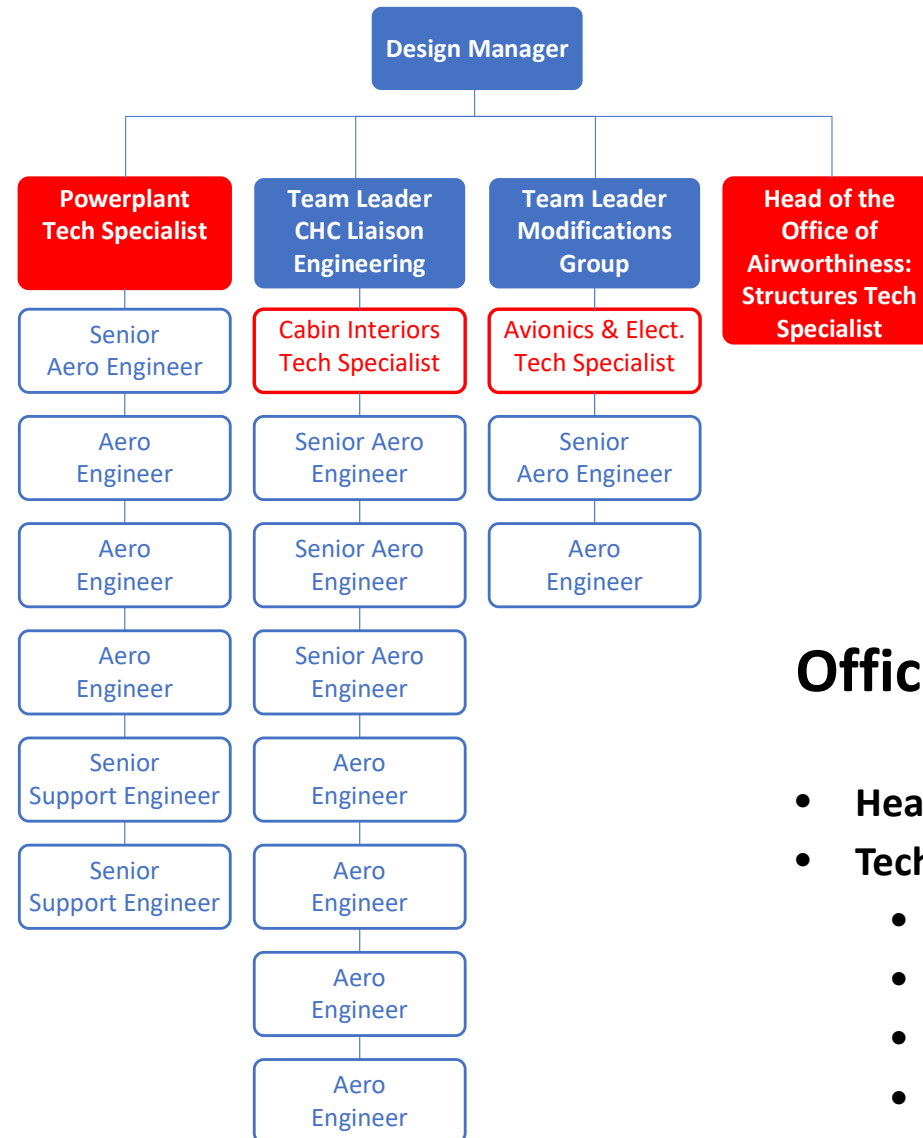 Design Manager
Powerplant
Tech Specialist
Senior
Aero Engineer
Aero
Engineer
Aero
Engineer
Aero
Engineer
Senior
Support Engineer
Senior
Support Engineer
Team Leader
CHC Liaison
Engineering
Cabin Interiors
Tech Specialist
Senior Aero
Engineer
Senior Aero
Engineer
Senior Aero
Engineer
Aero
Engineer
Aero
Engineer
Aero
Engineer
Aero
Engineer
Team Leader
Modifications
Group
Avionics & Elect.
Tech Specialist
Senior
Aero Engineer
Aero
Engineer
Head of the
Office of
Airworthiness:
Structures Tech
Specialist
Offic
• Hea
• Tech
•
•
•
•